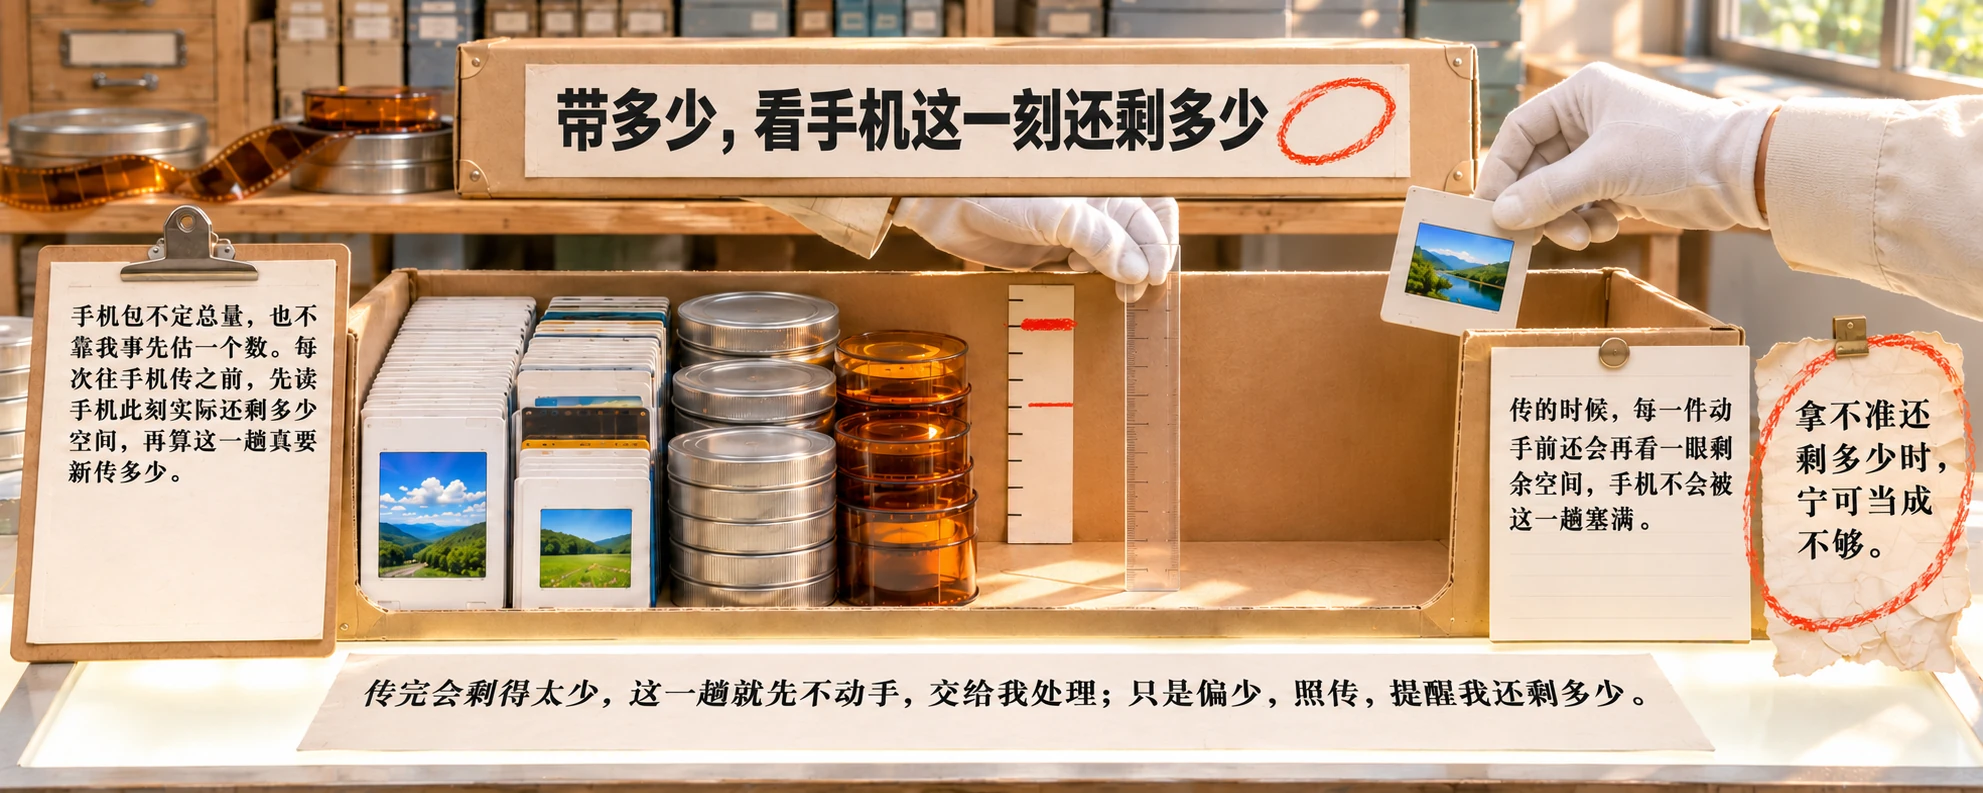 带多少，看手机这一刻还剩多少
手机包不定总量，也不
靠我事先估一个数。每
次往手机传之前，先读
手机此刻实际还剩多少
空间，再算这一趟真要
新传多少。
传的时候，每一件动
手前还会再看一眼剩
余空间，手机不会被
这一趟塞满。
拿不准还
剩多少时，
宁可当成
不够。
传完会剩得太少，这一趟就先不动手，交给我处理；只是偏少，照传，提醒我还剩多少。